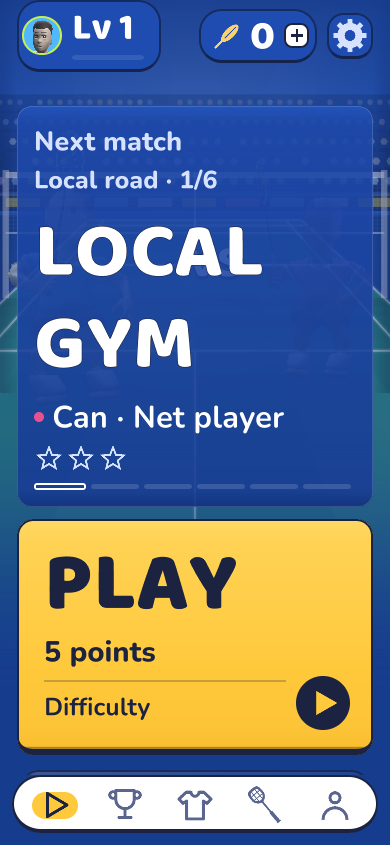 Lv 1
0
Next match
Local road · 1/6
LOCAL
GYM
Can · Net player
PLAY
5 points
Difficulty